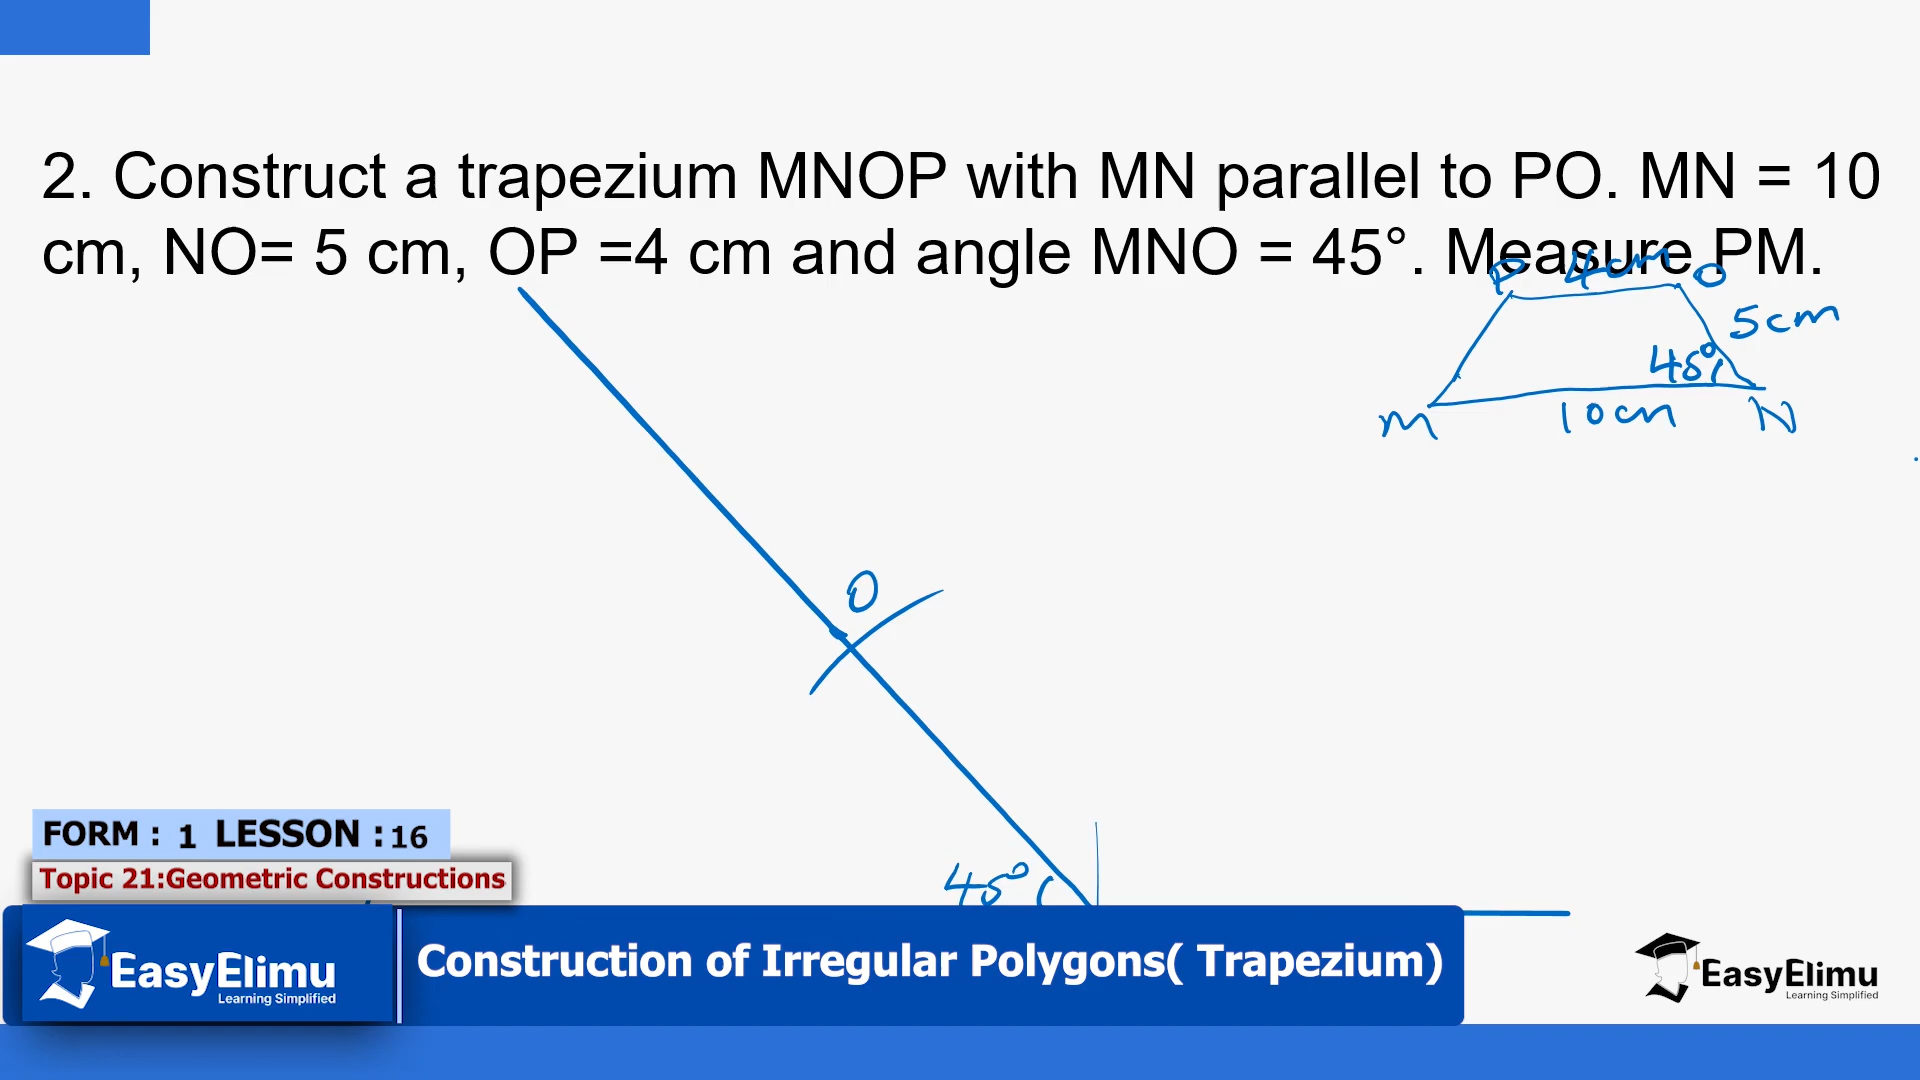 2. Construct a trapezium MNOP with MN parallel to PO. MN = 10
cm, NO= 5 cm, OP =4 cm and angle MNO = 45°. Measure PM.
P 4cm O
5cm
45°
M 10cm N
O
45°
FORM : 1 LESSON : 16
Topic 21:Geometric Constructions
EasyElimu
Learning Simplified
Construction of Irregular Polygons( Trapezium)
EasyElimu
Learning Simplified